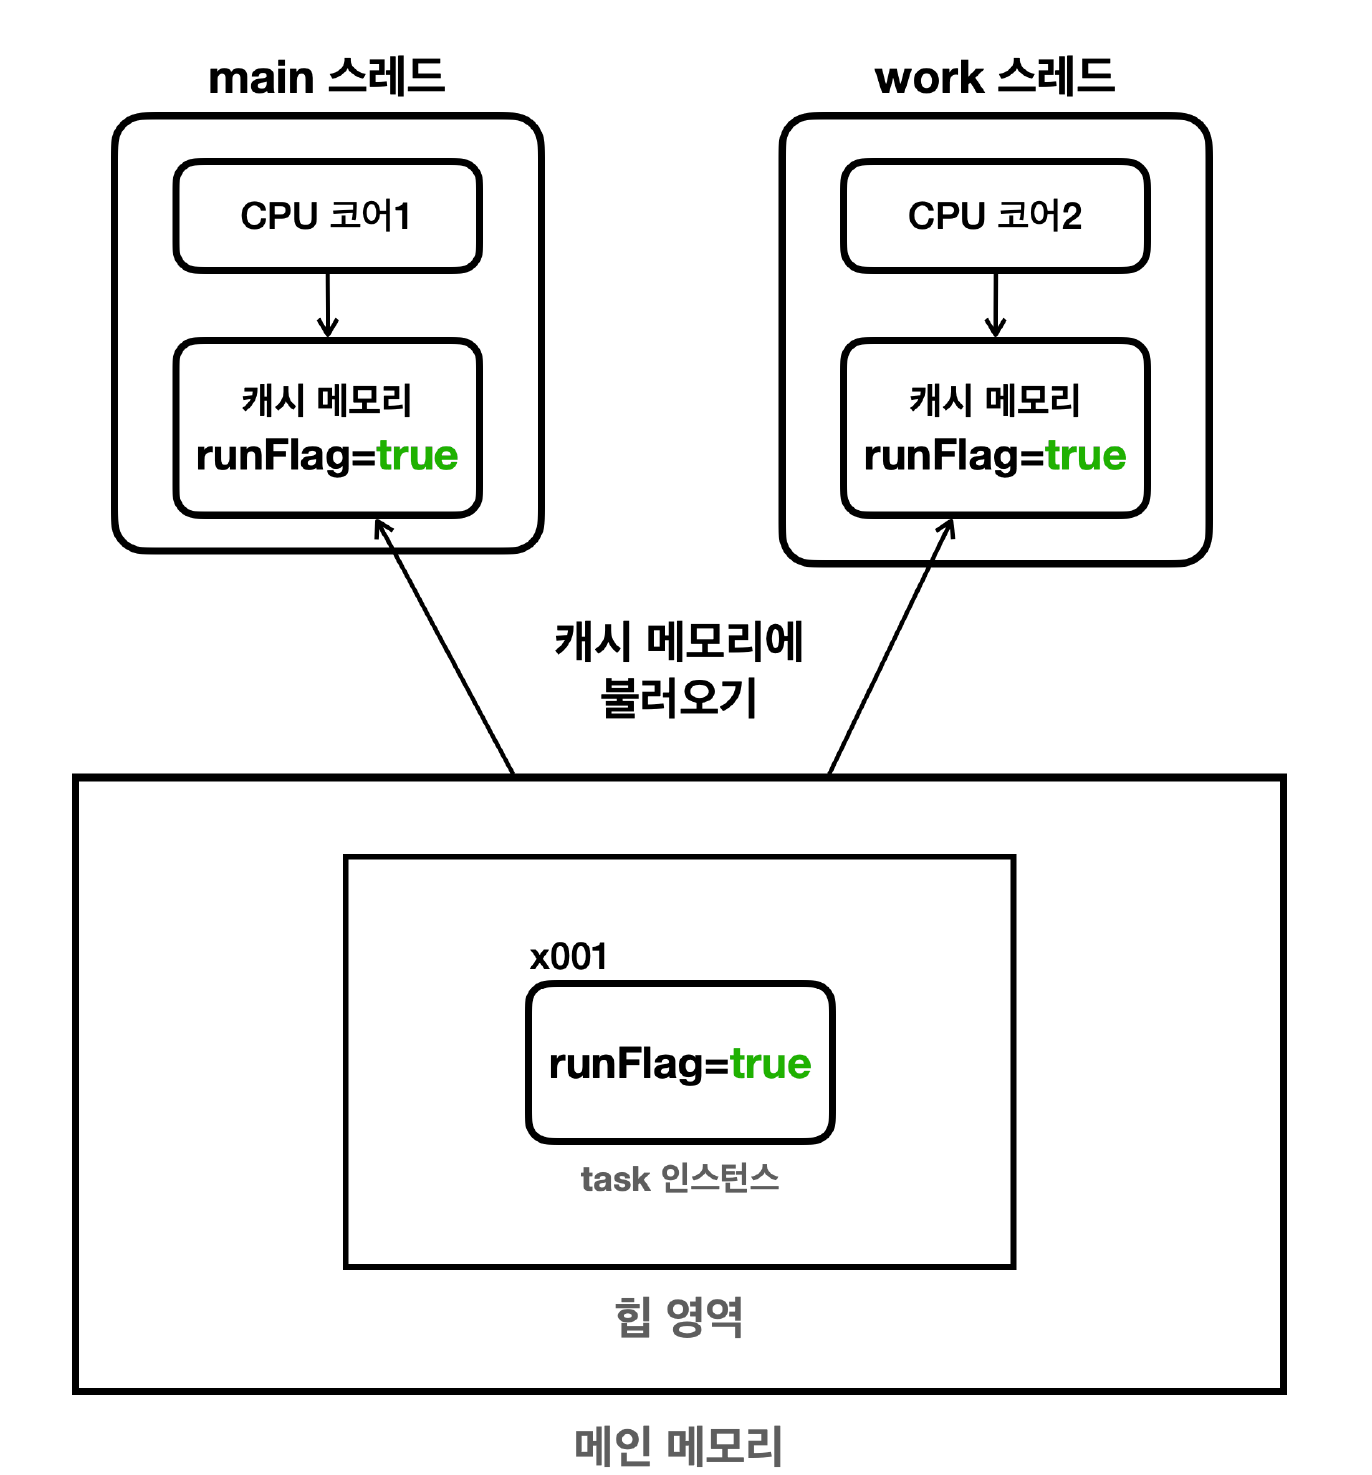 main 스레드
work 스레드
CPU 코어1
CPU 코어2
캐시 메모리
runFlag=true
캐시 메모리
runFlag=true
캐시 메모리에
불러오기
x001
runFlag=true
task 인스턴스
힙 영역
메인 메모리